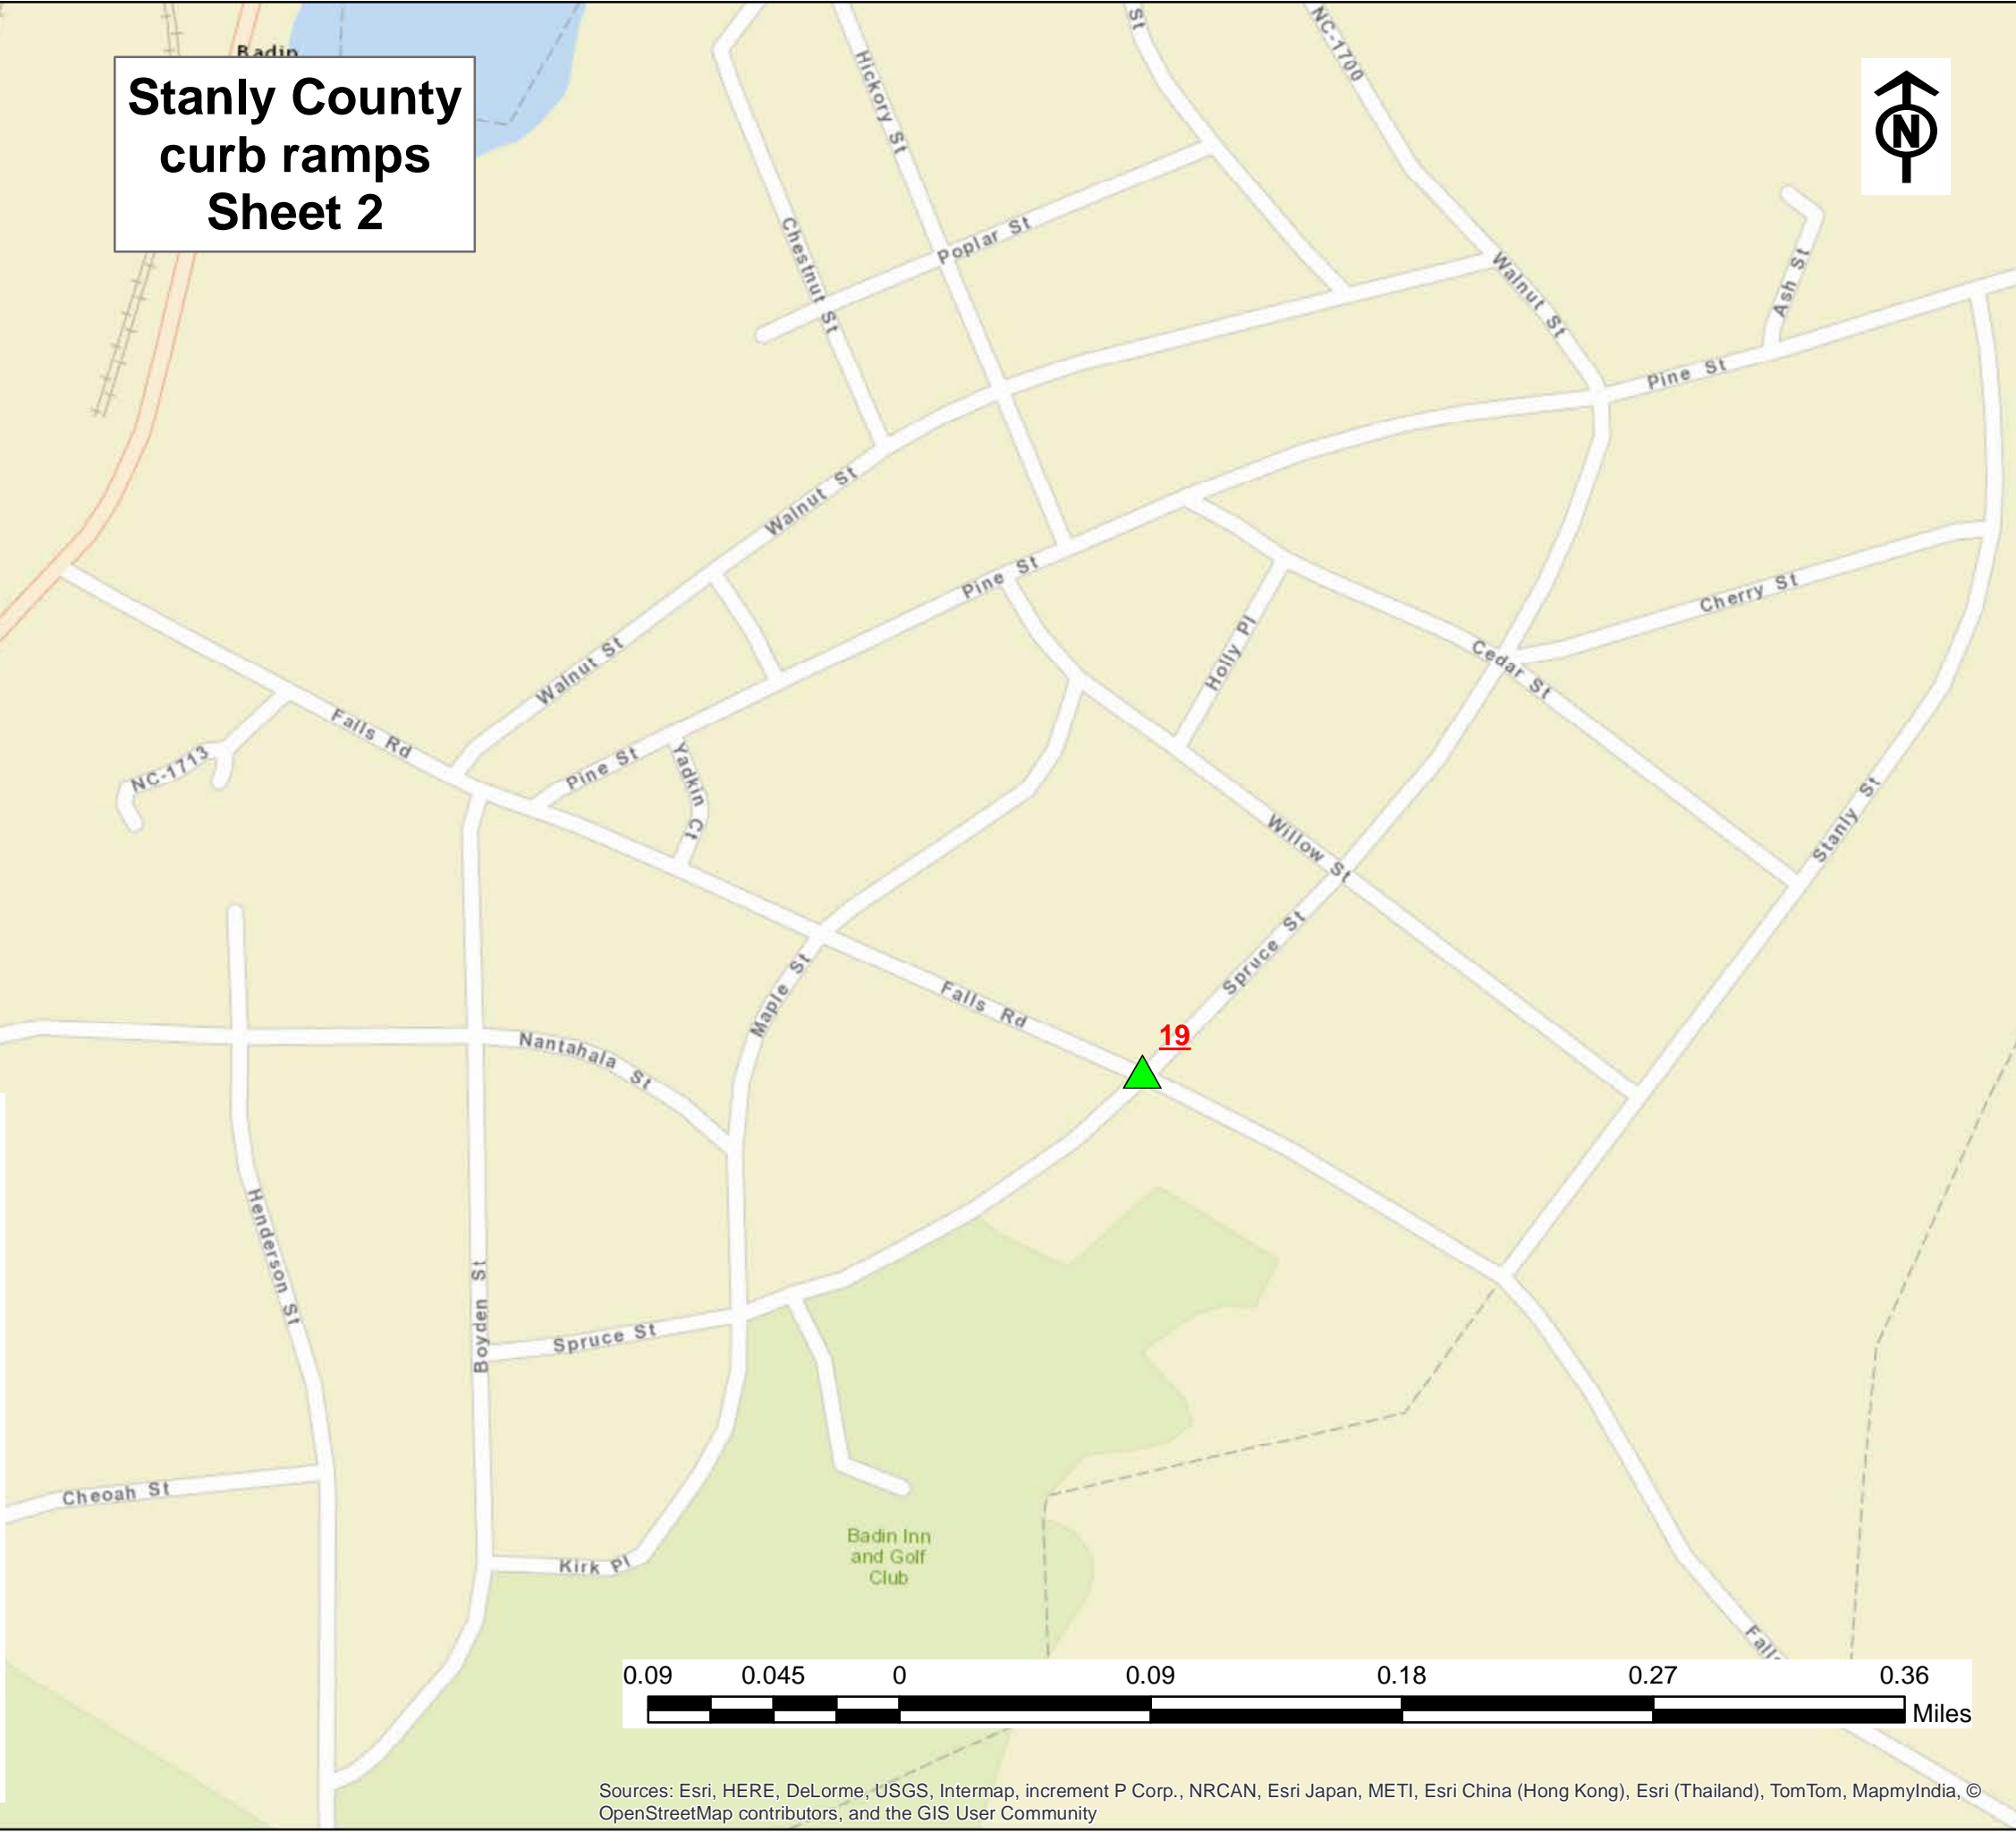 Badin
Stanly County
curb ramps
Sheet 2
N
St
NC-1700
Hickory St
Chestnut St
Poplar St
Walnut St
Ash St
Pine St
Walnut St
Pine St
Cherry St
Holly Pl
Cedar St
Walnut St
Falls Rd
NC-1713
Pine St
Yadkin Ct
Willow St
Stanly St
Spruce St
Maple St
Falls Rd
19
Nantahala St
Henderson St
Boyden St
Spruce St
Cheoah St
Kirk Pl
Badin Inn
and Golf
Club
Falls
0.09 0.045 0 0.09 0.18 0.27 0.36
Miles
Sources: Esri, HERE, DeLorme, USGS, Intermap, increment P Corp., NRCAN, Esri Japan, METI, Esri China (Hong Kong), Esri (Thailand), TomTom, MapmyIndia, ©
OpenStreetMap contributors, and the GIS User Community